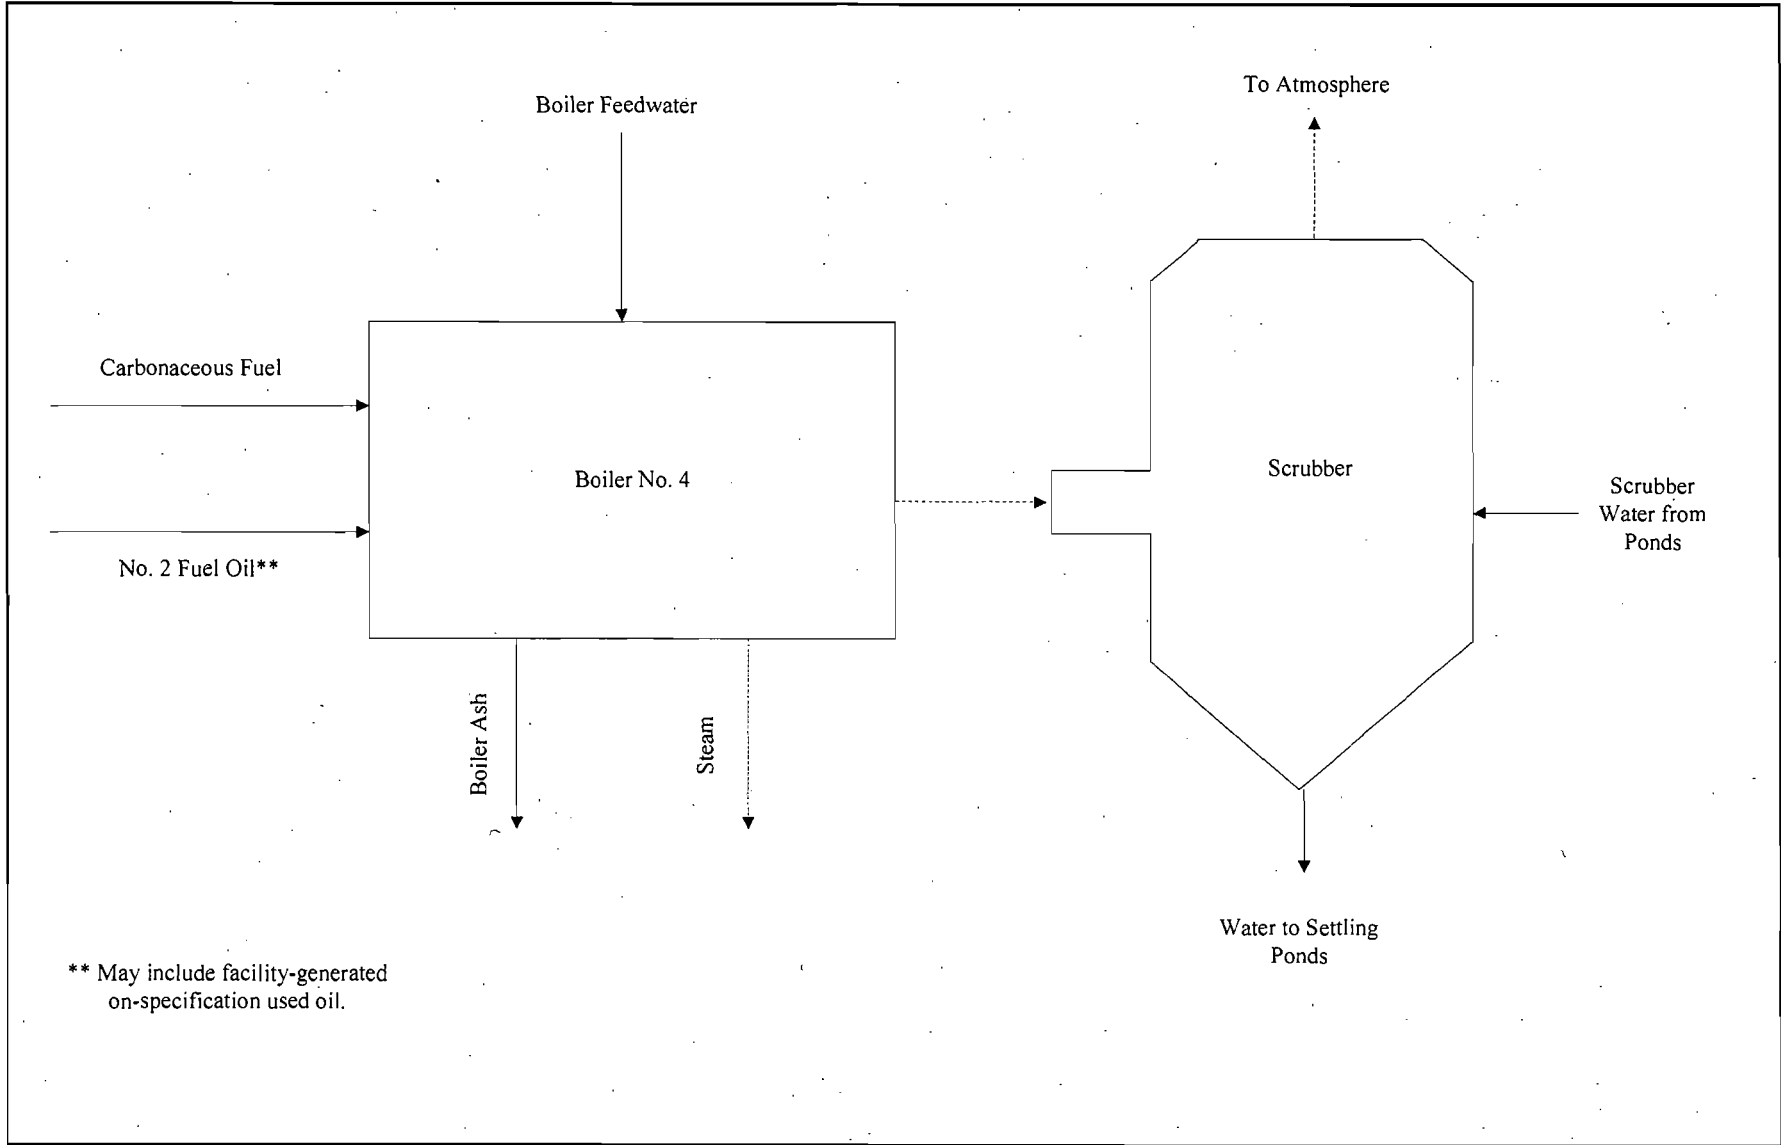 To Atmosphere
Boiler Feedwater
Carbonaceous Fuel
Boiler No. 4
Scrubber
Scrubber
Water from
Ponds
No. 2 Fuel Oil**
Boiler Ash
Steam
Water to Settling
Ponds
** May include facility-generated
on-specification used oil.